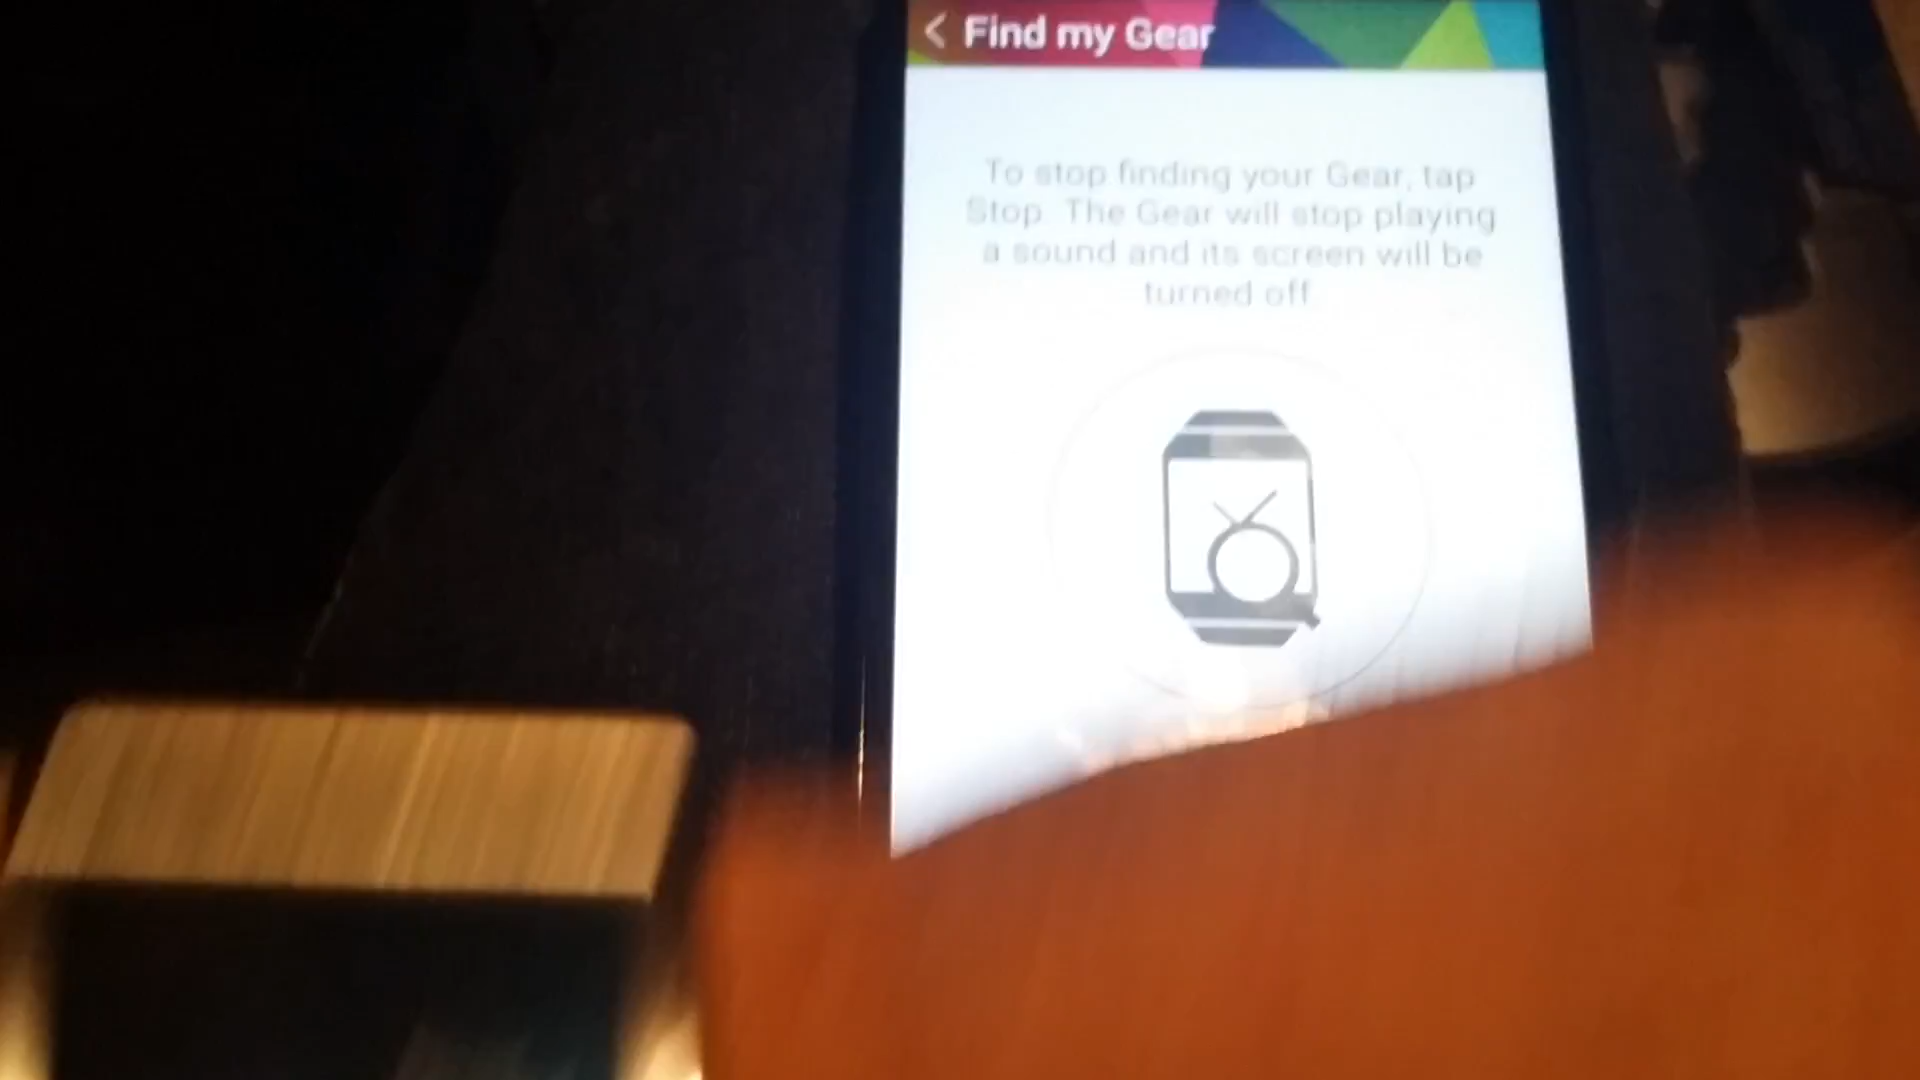 Find my Gear
To stop finding your Gear, tap
Stop. The Gear will stop playing
a sound and its screen will be
turned off.